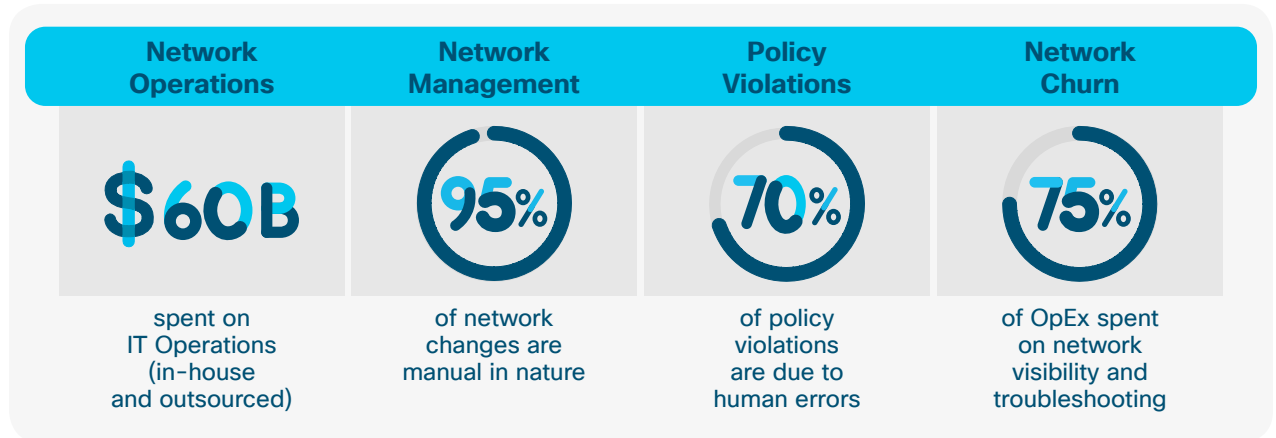 Network
Operations
$60B
spent on
IT Operations
(in-house
and outsourced)
Network
Management
95%
of network
changes are
manual in nature
Policy
Violations
70%
of policy
violations
are due to
human errors
Network
Churn
75%
of OpEx spent
on network
visibility and
troubleshooting